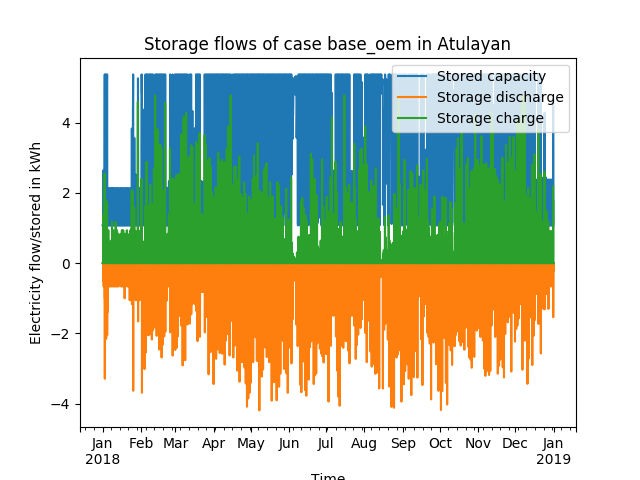 Storage flows of case base_oem in Atulayan
Stored capacity
Storage discharge
Storage charge
Electricity flow/stored in kWh
4
2
0
−2
−4
Jan Feb Mar Apr May Jun Jul Aug Sep Oct Nov Dec Jan
2018 2019
Time